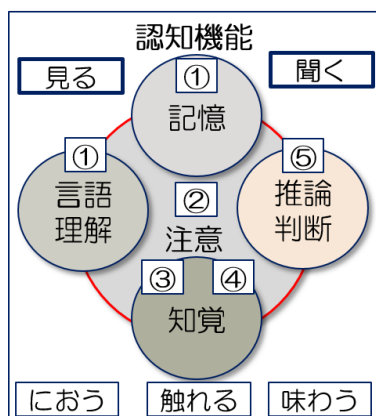 認知機能
見る
聞く
①
記憶
①
言語
理解
②
注意
⑤
推論
判断
③ ④
知覚
におう 触れる 味わう